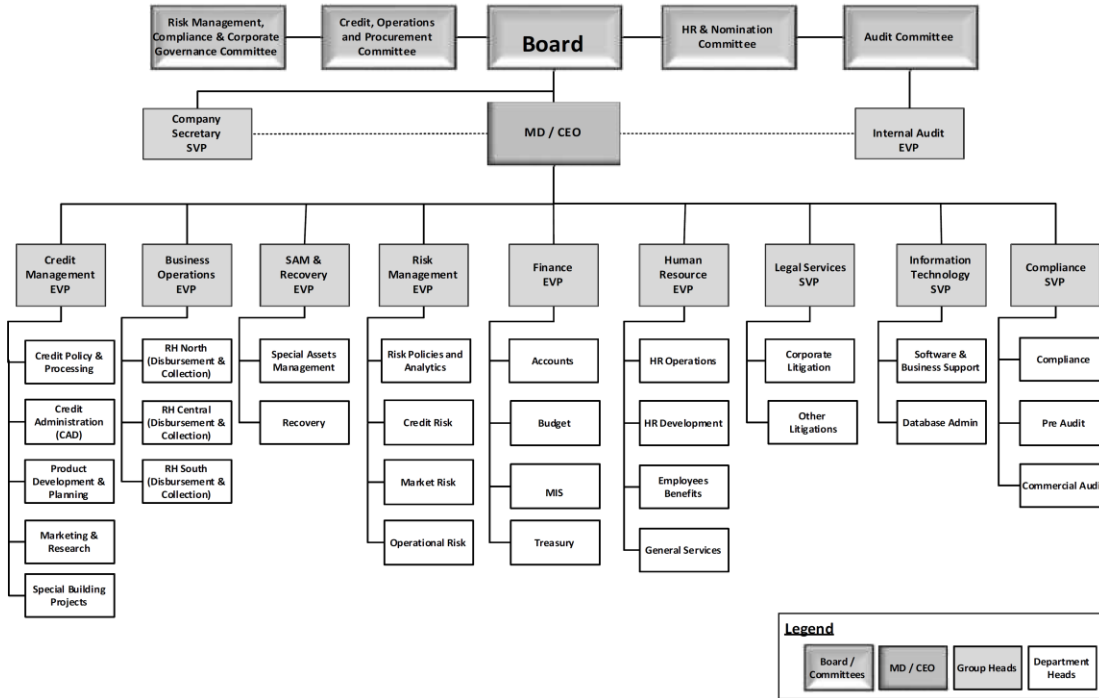 Risk Management,
Compliance & Corporate
Governance Committee
Credit, Operations
and Procurement
Committee
Board
HR & Nomination
Committee
Audit Committee
Company
Secretary
SVP
MD / CEO
Internal Audit
EVP
Credit
Management
EVP
Business
Operations
EVP
SAM &
Recovery
EVP
Risk
Management
EVP
Finance
EVP
Human
Resource
EVP
Legal Services
SVP
Information
Technology
SVP
Compliance
SVP
Credit Policy &
Processing
Credit
Administration
(CAD)
Product
Development &
Planning
Marketing &
Research
Special Building
Projects
RH North
(Disbursement &
Collection)
RH Central
(Disbursement &
Collection)
RH South
(Disbursement &
Collection)
Special Assets
Management
Recovery
Risk Policies and
Analytics
Credit Risk
Market Risk
Operational Risk
Accounts
Budget
MIS
Treasury
HR Operations
HR Development
Employees
Benefits
General Services
Corporate
Litigation
Other
Litigations
Software &
Business Support
Database Admin
Compliance
Pre Audit
Commercial Audit
Legend
Board /
Committees
MD / CEO
Group Heads
Department
Heads